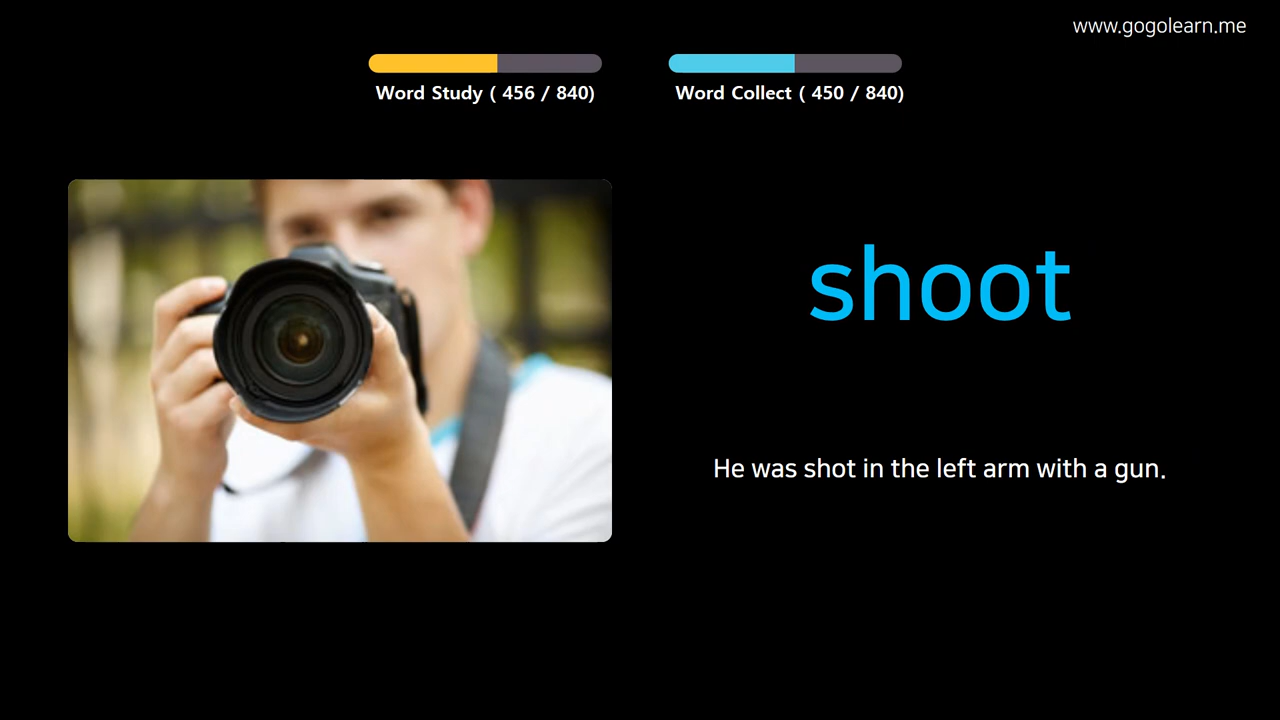 www.gogolearn.me
Word Study ( 456 / 840)
Word Collect ( 450 / 840)
shoot
He was shot in the left arm with a gun.